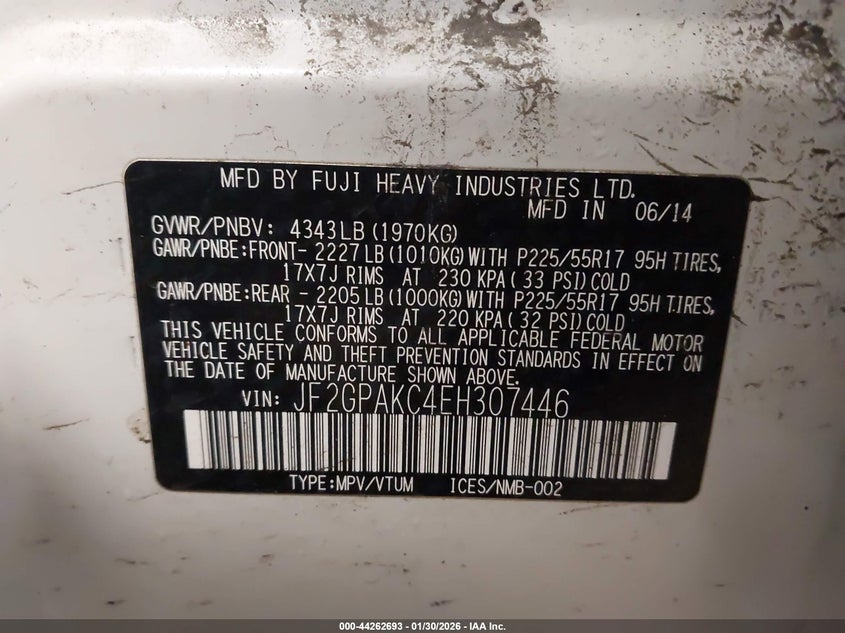 MFD BY FUJI HEAVY INDUSTRIES LTD.
MFD IN 06/14
GVWR/PNBV: 4343LB(1970KG)
GAWR/PNBE:FRONT- 2227LB(1010KG)WITH P225/55R17 95H TIRES,
17X7J RIMS AT 230 KPA(33 PSI)COLD
GAWR/PNBE:REAR - 2205LB(1000KG)WITH P225/55R17 95H TIRES,
17X7J RIMS AT 220 KPA(32 PSI)COLD
THIS VEHICLE CONFORMS TO ALL APPLICABLE FEDERAL MOTOR
VEHICLE SAFETY AND THEFT PREVENTION STANDARDS IN EFFECT ON
THE DATE OF MANUFACTURE SHOWN ABOVE.
VIN: JF2GPAKC4EH307446
TYPE:MPV/VTUM ICES/NMB-002
000-44262693 - 01/30/2026 - IAA Inc.